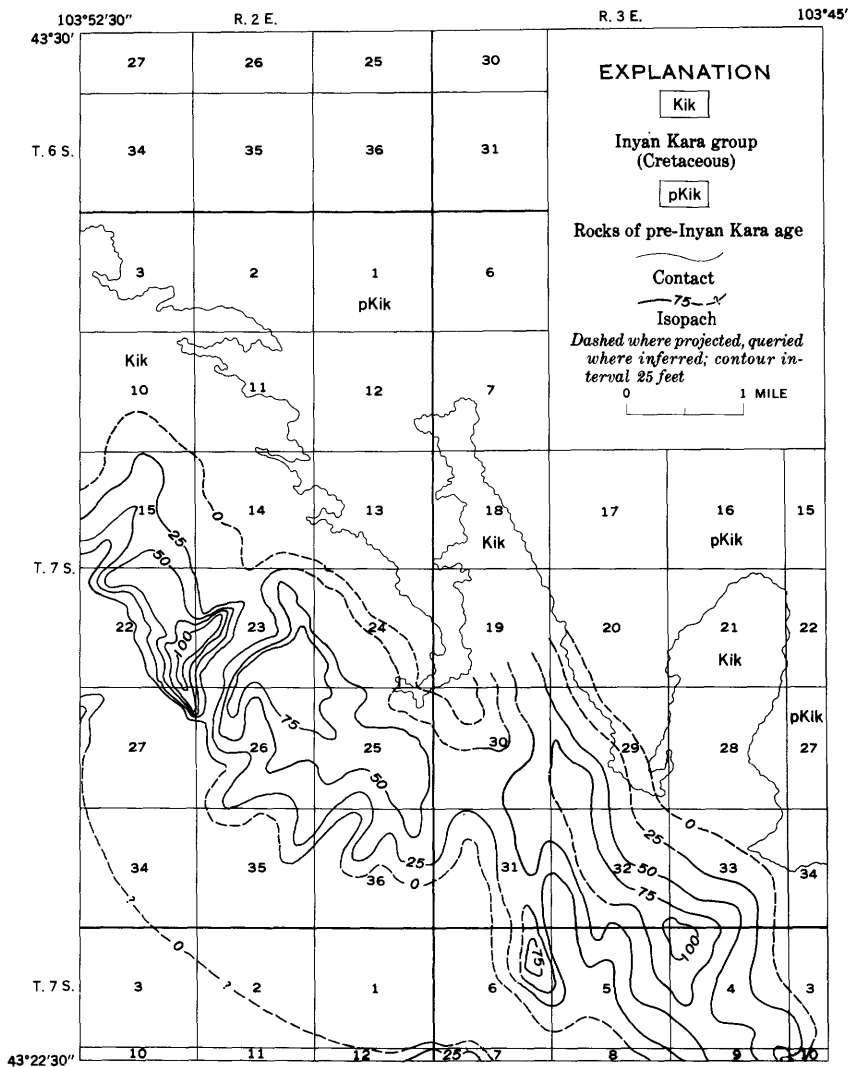 103°52'30" R. 2 E. R. 3 E. 103°45'
43°30'
27 26 25 30
EXPLANATION
Kik
Inyan Kara group
(Cretaceous)
pKik
Rocks of pre-Inyan Kara age
Contact
75
Isopach
Dashed where projected, queried
where inferred; contour in-
terval 25 feet
0 1 MILE
T. 6 S. 34 35 36 31
3 2 1 6
pKik
Kik
10 11 12 7
15 14 13 18 17 16 15
0
25
Kik pKik
50
T. 7 S.
22 23 24 19 20 21 22
100
Kik
75
pKik
27 26 25 30 29 28 27
50
0
25
34 35 36 31 32 33 34
25 50
0 75
?
0
75 100
T. 7 S. 3 2 1 6 5 4 3
?
43°22'30" 10 11 12 25 7 8 9 10